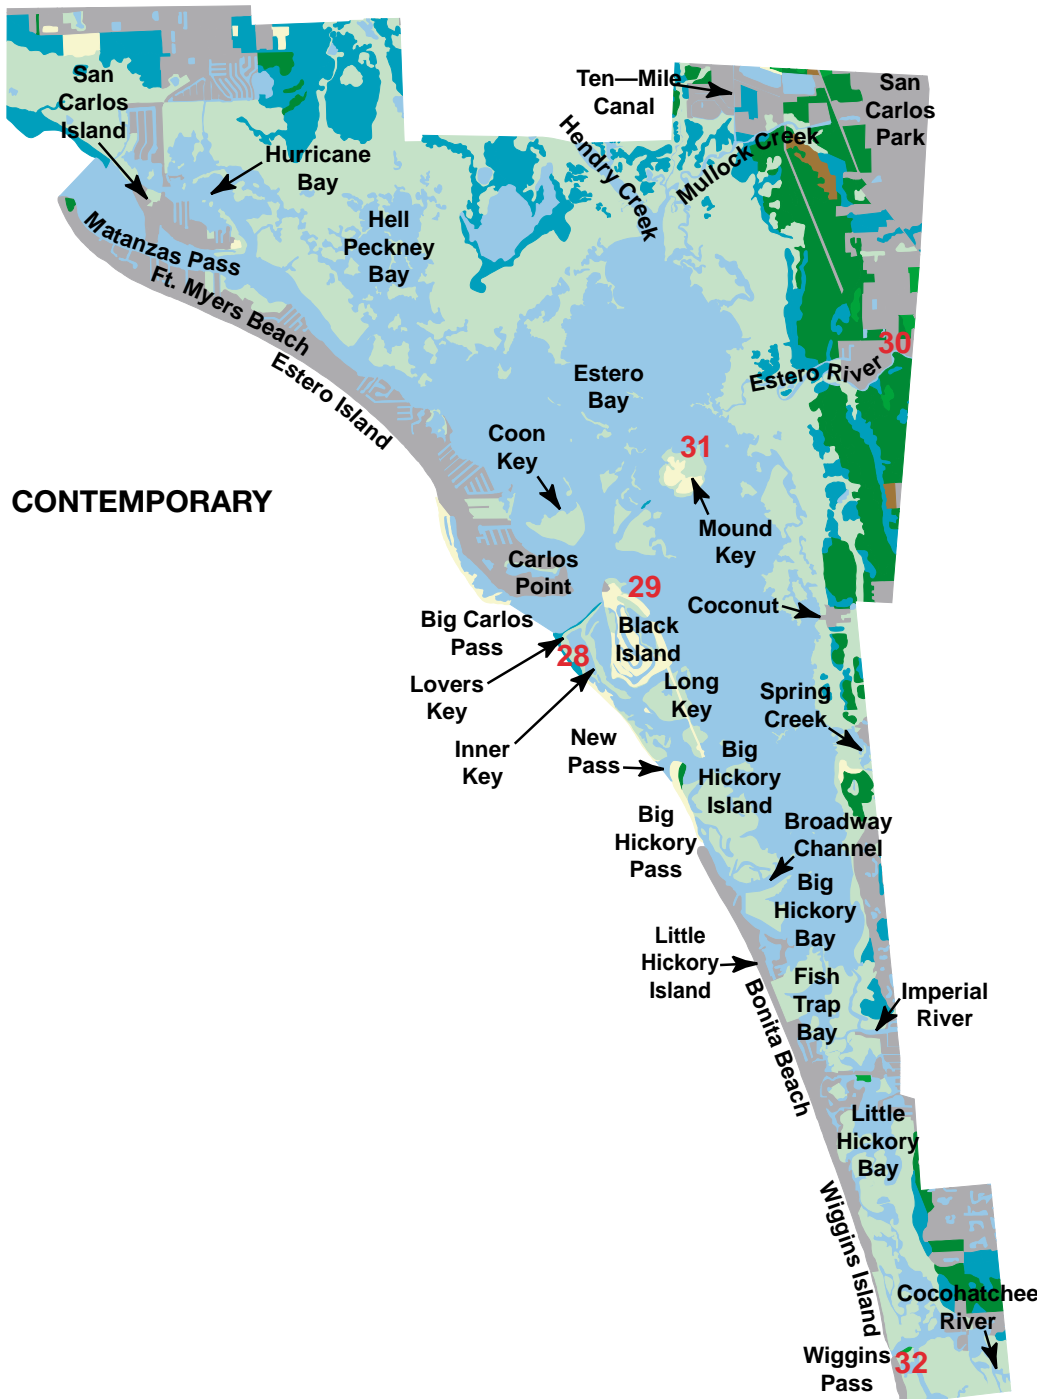 San
Carlos
Island
Hurricane
Bay
Hell
Peckney
Bay
Matanzas Pass
Ft. Myers Beach
Estero Island
Ten—Mile
Canal
Hendry Creek
Mullock Creek
San
Carlos
Park
30
Estero River
Estero
Bay
Coon
Key
31
Mound
Key
CONTEMPORARY
Carlos
Point
29
Coconut
Big Carlos
Pass
Black
Island
28
Lovers
Key
Long
Key
Spring
Creek
Inner
Key
New
Pass
Big
Hickory
Island
Big
Hickory
Pass
Broadway
Channel
Big
Hickory
Bay
Little
Hickory
Island
Fish
Trap
Bay
Imperial
River
Bonita Beach
Little
Hickory
Bay
Wiggins Island
Cocohatchee
River
Wiggins
Pass
32